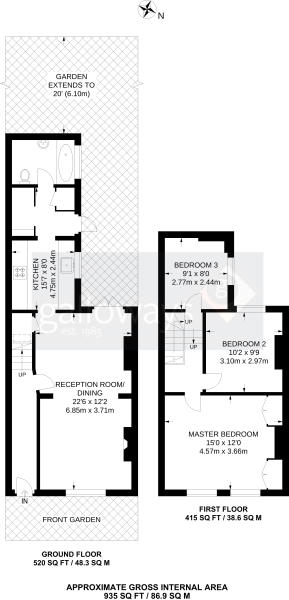 N
GARDEN
EXTENDS TO
20' (6.10m)
KITCHEN
15'7 x 8'0
4.75m x 2.44m
BEDROOM 3
9'1 x 8'0
2.77m x 2.44m
galloways
est. 1985
UP
UP
UP
BEDROOM 2
10'2 x 9'9
3.10m x 2.97m
RECEPTION ROOM/
DINING
22'6 x 12'2
6.85m x 3.71m
MASTER BEDROOM
15'0 x 12'0
4.57m x 3.66m
IN
FRONT GARDEN
FIRST FLOOR
415 SQ FT / 38.6 SQ M
GROUND FLOOR
520 SQ FT / 48.3 SQ M
APPROXIMATE GROSS INTERNAL AREA
935 SQ FT / 86.9 SQ M